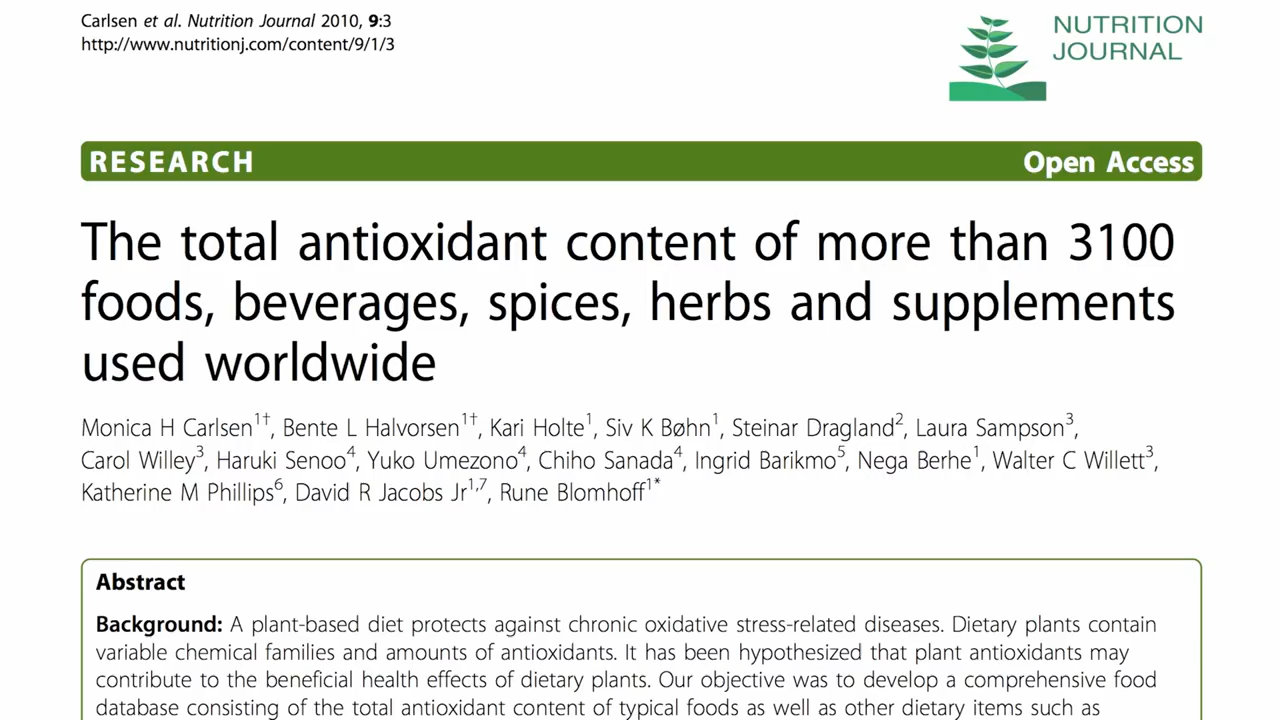 Carlsen et al. Nutrition Journal 2010, 9:3
http://www.nutritionj.com/content/9/1/3
NUTRITION
JOURNAL
RESEARCH
Open Access
The total antioxidant content of more than 3100
foods, beverages, spices, herbs and supplements
used worldwide
Monica H Carlsen1†, Bente L Halvorsen1†, Kari Holte1, Siv K Bøhn1, Steinar Dragland2, Laura Sampson3,
Carol Willey3, Haruki Senoo4, Yuko Umezono4, Chiho Sanada4, Ingrid Barikmo5, Nega Berhe1, Walter C Willett3,
Katherine M Phillips6, David R Jacobs Jr1,7, Rune Blomhoff1*
Abstract
Background: A plant-based diet protects against chronic oxidative stress-related diseases. Dietary plants contain
variable chemical families and amounts of antioxidants. It has been hypothesized that plant antioxidants may
contribute to the beneficial health effects of dietary plants. Our objective was to develop a comprehensive food
database consisting of the total antioxidant content of typical foods as well as other dietary items such as